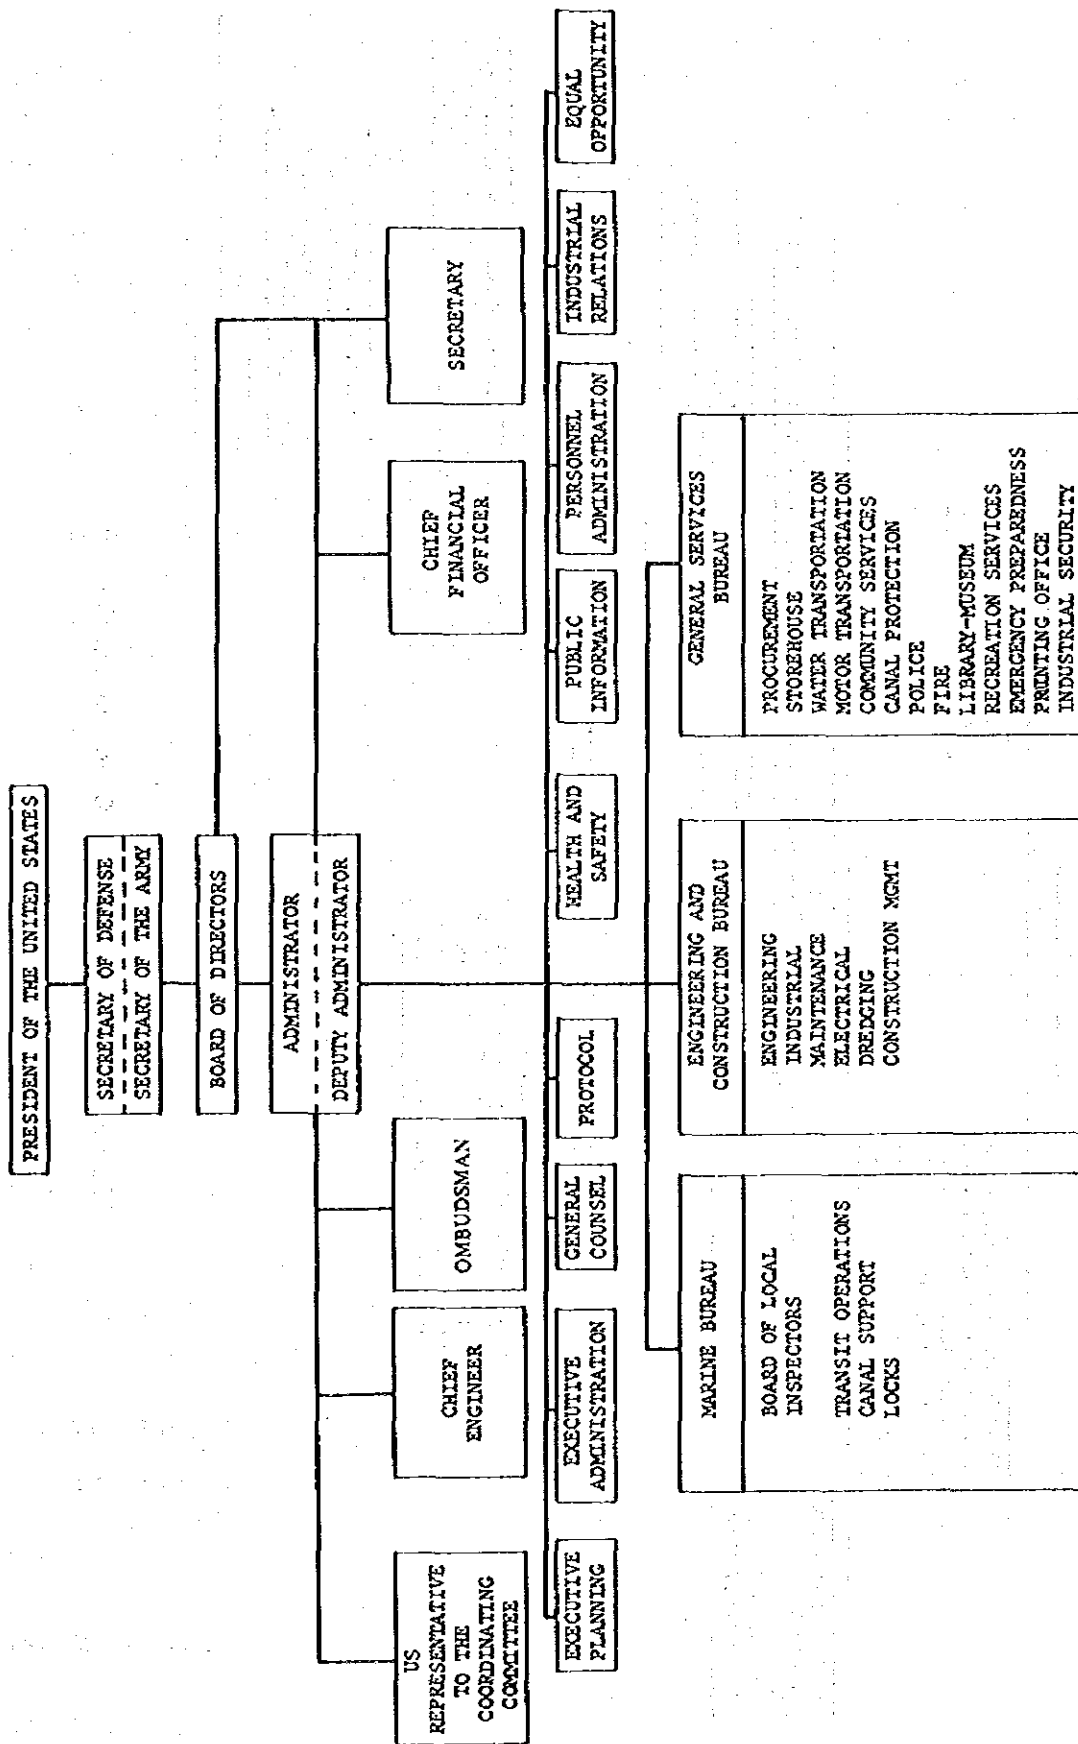 PRESIDENT OF THE UNITED STATES
SECRETARY OF DEFENSE
SECRETARY OF THE ARMY
BOARD OF DIRECTORS
ADMINISTRATOR
DEPUTY ADMINISTRATOR
US
REPRESENTATIVE
TO THE
COORDINATING
COMMITTEE
CHIEF
ENGINEER
OMBUDSMAN
CHIEF
FINANCIAL
OFFICER
SECRETARY
EXECUTIVE
PLANNING
EXECUTIVE
ADMINISTRATION
GENERAL
COUNSEL
PROTOCOL
HEALTH AND
SAFETY
PUBLIC
INFORMATION
PERSONNEL
ADMINISTRATION
INDUSTRIAL
RELATIONS
EQUAL
OPPORTUNITY
MARINE BUREAU
BOARD OF LOCAL
INSPECTORS
TRANSIT OPERATIONS
CANAL SUPPORT
LOCKS
ENGINEERING AND
CONSTRUCTION BUREAU
ENGINEERING
INDUSTRIAL
MAINTENANCE
ELECTRICAL
DREDGING
CONSTRUCTION MGMT
GENERAL SERVICES
BUREAU
PROCUREMENT
STOREHOUSE
WATER TRANSPORTATION
MOTOR TRANSPORTATION
COMMUNITY SERVICES
CANAL PROTECTION
POLICE
FIRE
LIBRARY-MUSEUM
RECREATION SERVICES
EMERGENCY PREPAREDNESS
PRINTING OFFICE
INDUSTRIAL SECURITY